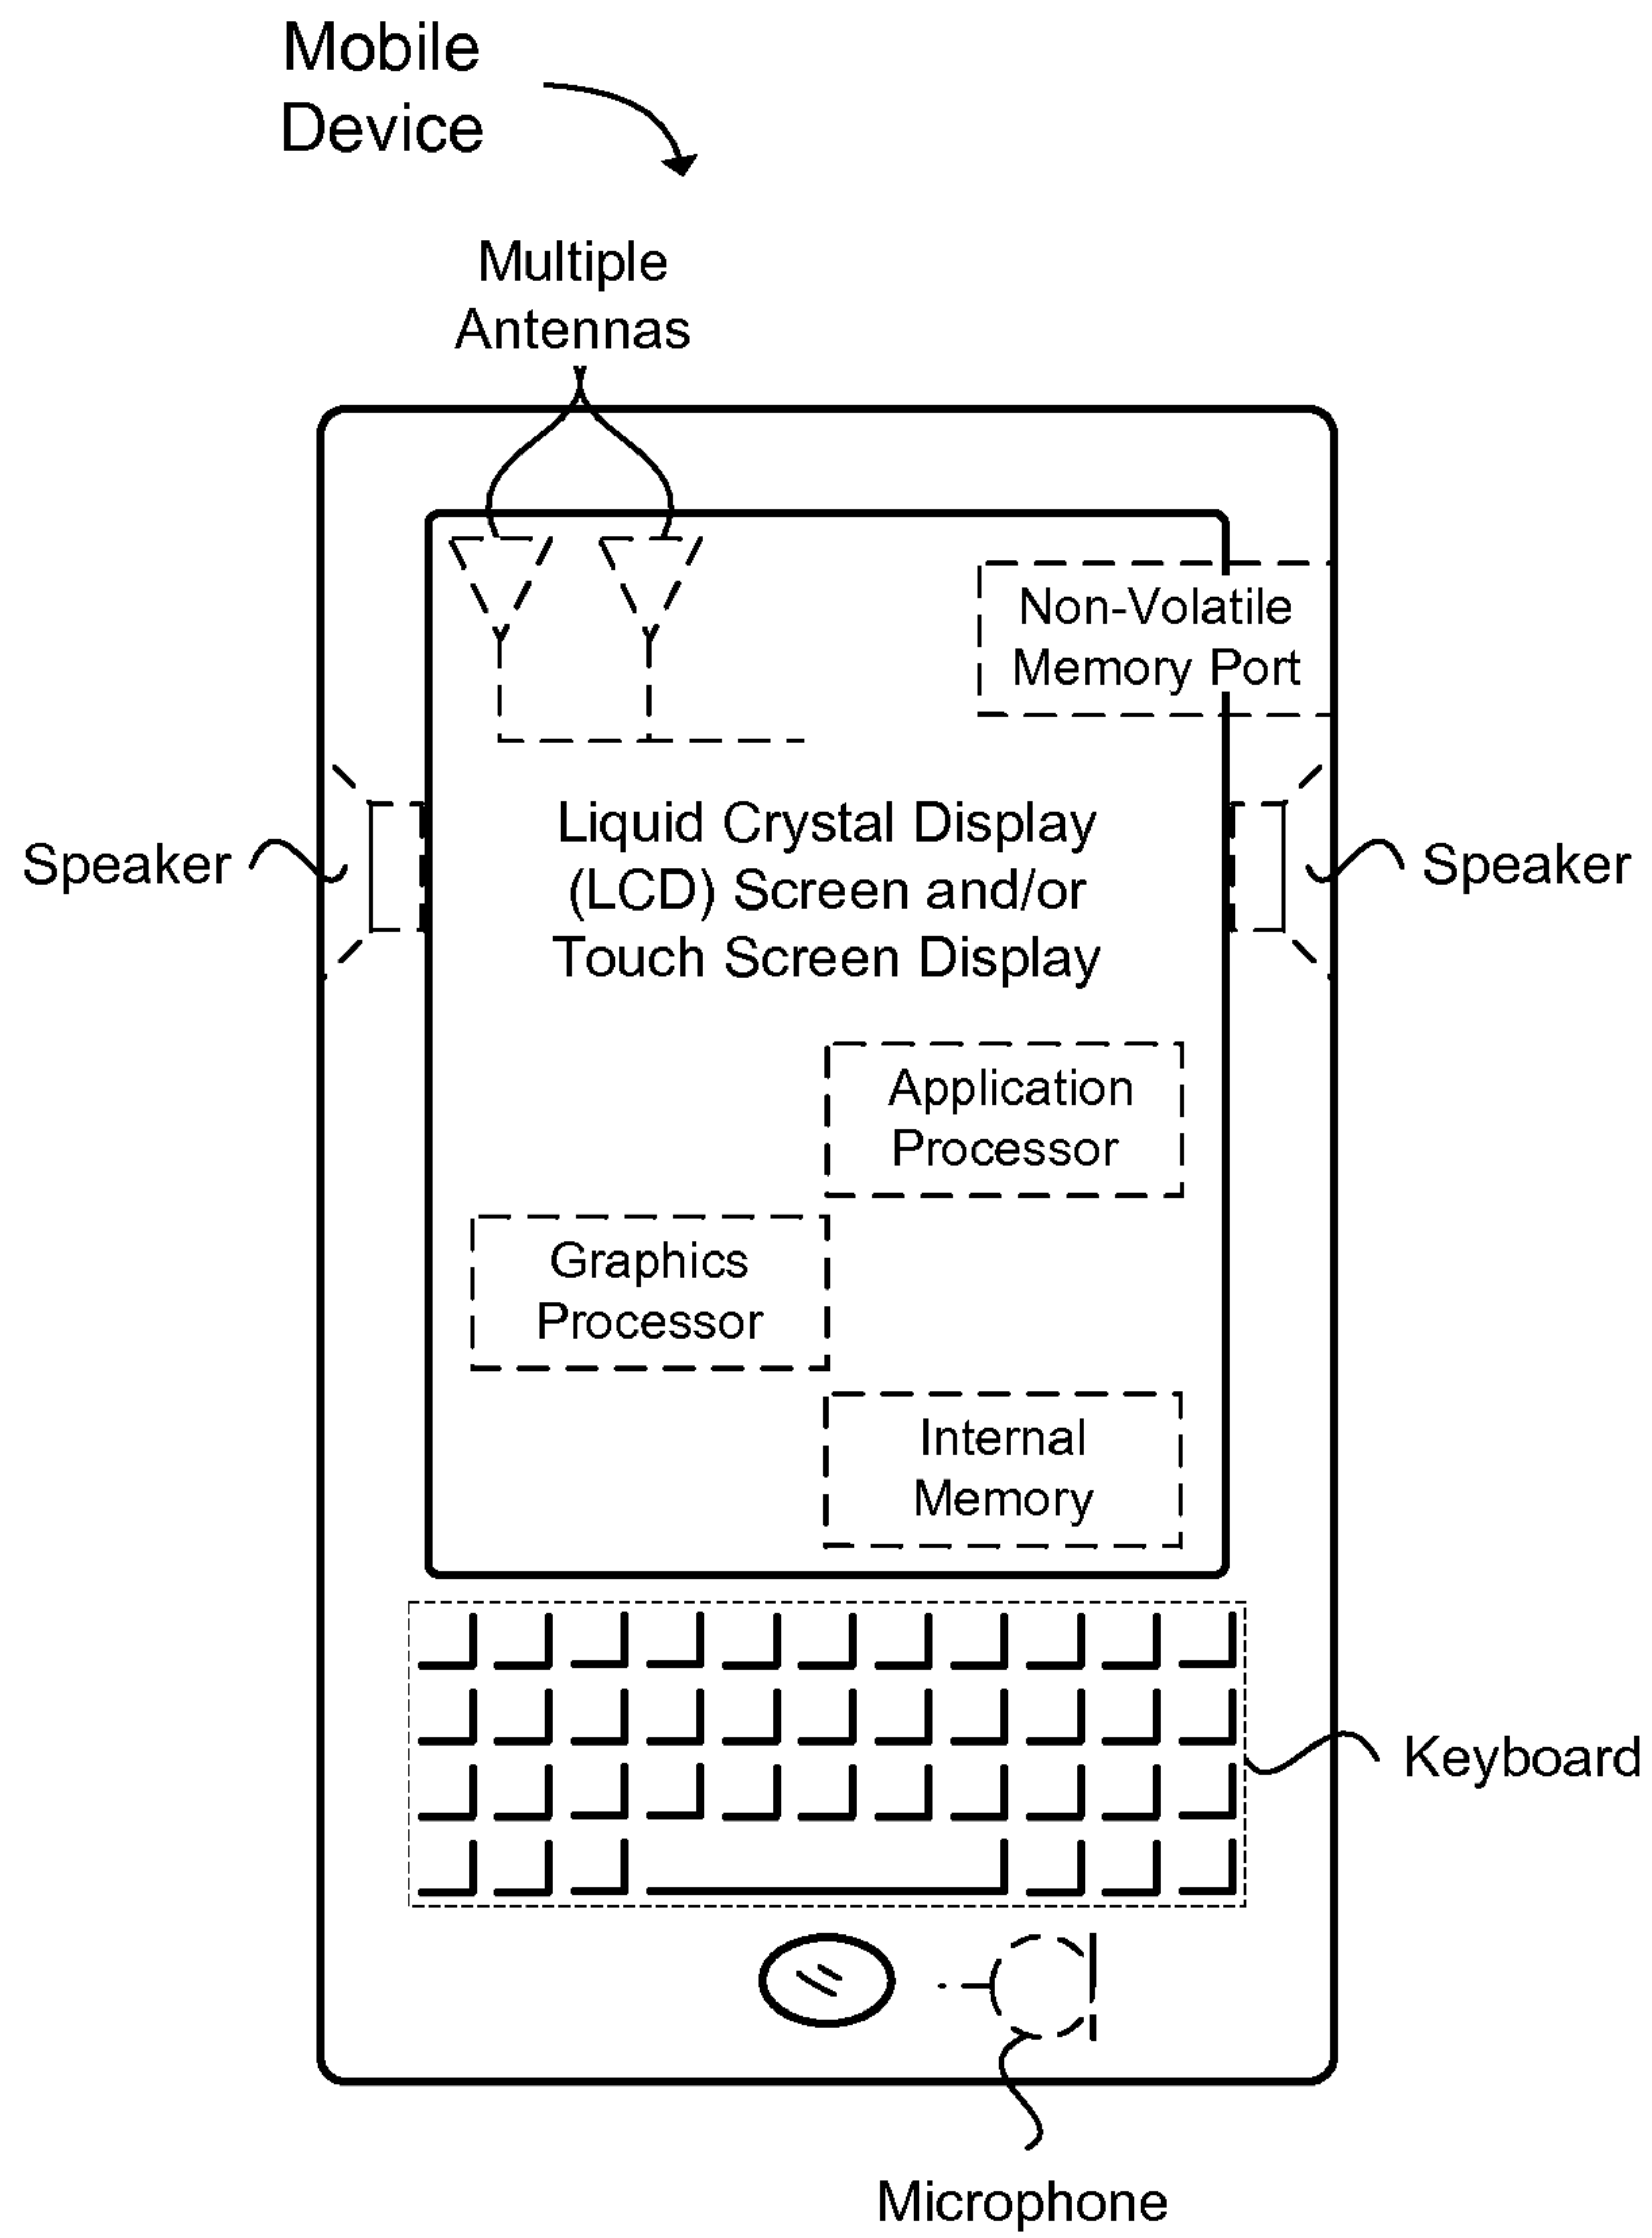 Mobile
Device
Multiple
Antennas
Non-Volatile
Memory Port
Speaker
Liquid Crystal Display
(LCD) Screen and/or
Touch Screen Display
Speaker
Application
Processor
Graphics
Processor
Internal
Memory
Keyboard
Microphone